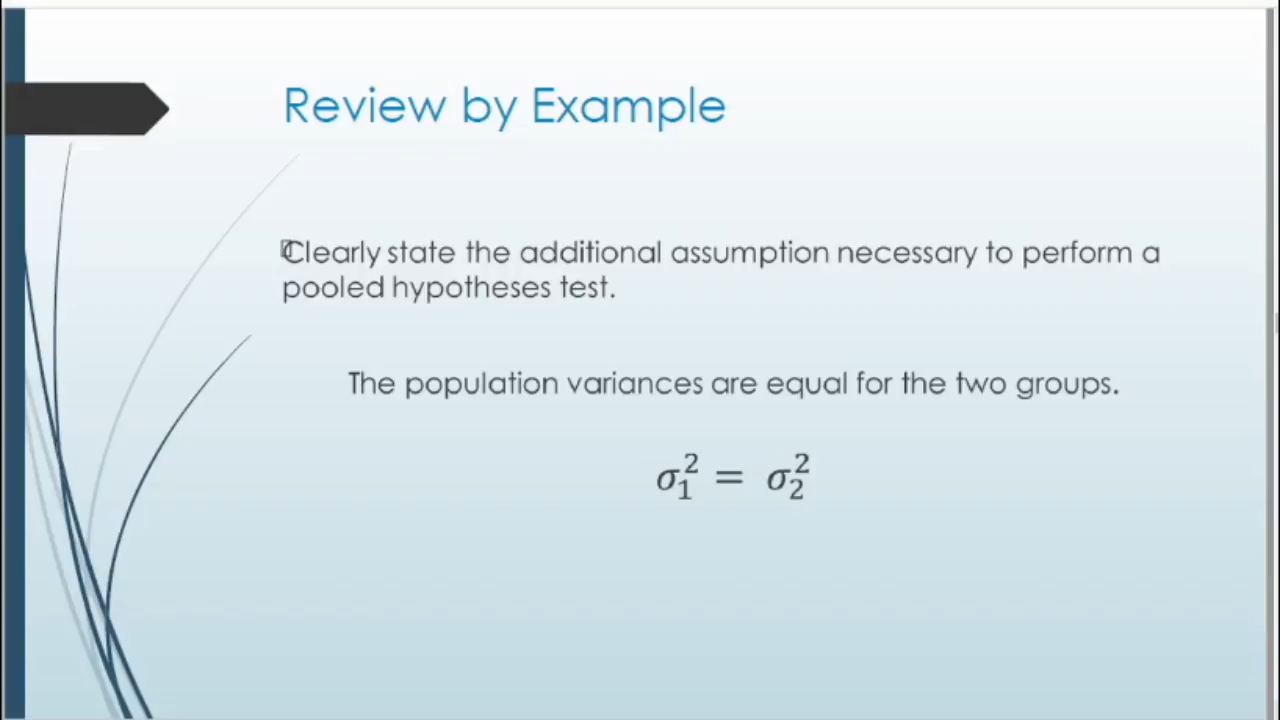 Review by Example
Clearly state the additional assumption necessary to perform a
pooled hypotheses test.
The population variances are equal for the two groups.
σ₁² = σ₂²